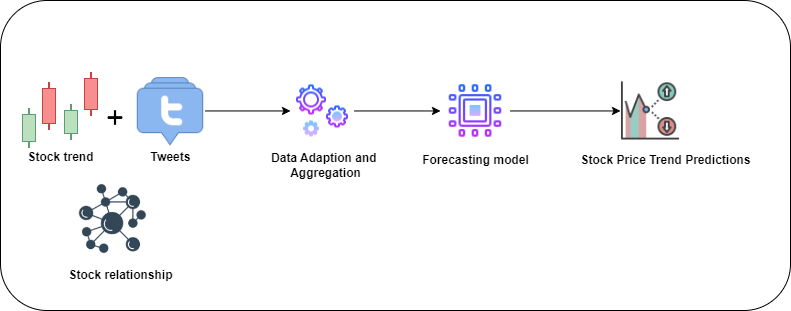 Stock trend
Tweets
Data Adaption and
Aggregation
Forecasting model
Stock Price Trend Predictions
Stock relationship